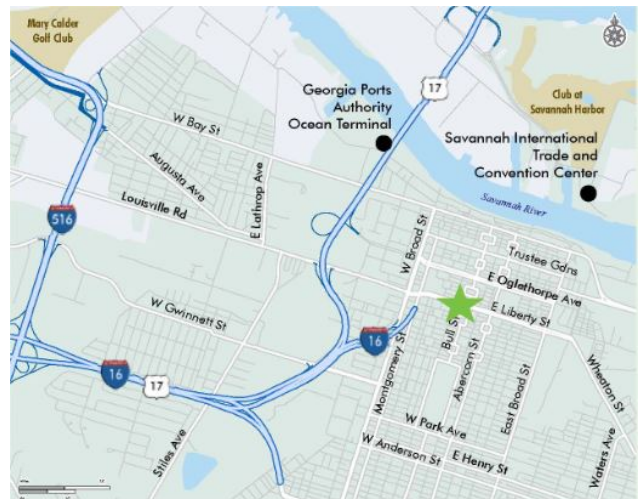 Mary Calder
Golf Club
17
Georgia Ports
Authority
Ocean Terminal
Club at
Savannah Harbor
W Bay St
Savannah International
Trade and
Convention Center
Augusta Ave
E Lathrop Ave
Louisville Rd
Savannah River
516
W Broad St
Trustee Gdns
E Oglethorpe Ave
W Gwinnett St
E Liberty St
16
Bull St
Abercorn St
Wheaton St
16
17
Montgomery St
East Broad St
W Park Ave
Stiles Ave
W Anderson St
E Henry St
Waters Ave